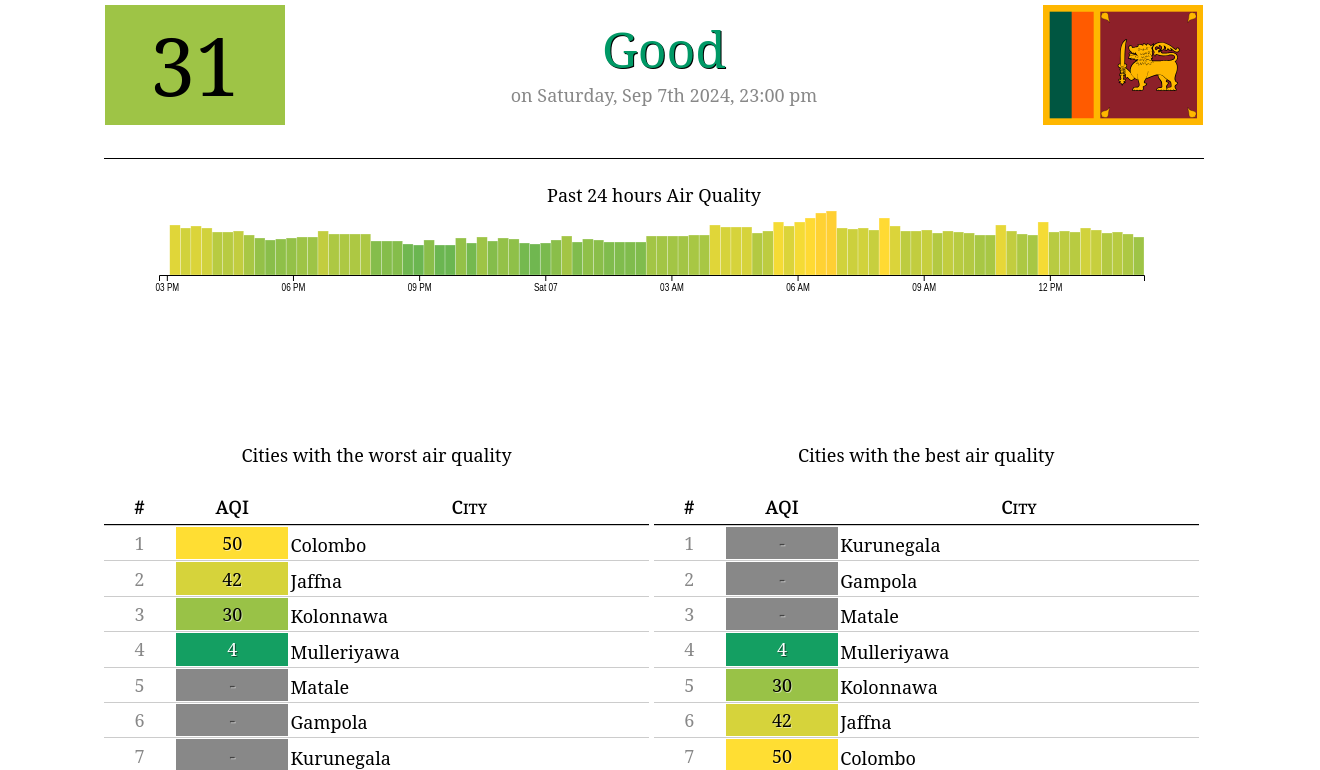 31
Good
on Saturday, Sep 7th 2024, 23:00 pm
Past 24 hours Air Quality
03 PM 06 PM 09 PM Sat 07 03 AM 06 AM 09 AM 12 PM
Cities with the worst air quality
# AQI City
1 50 Colombo
2 42 Jaffna
3 30 Kolonnawa
4 4 Mulleriyawa
5 - Matale
6 - Gampola
7 - Kurunegala
Cities with the best air quality
# AQI City
1 - Kurunegala
2 - Gampola
3 - Matale
4 4 Mulleriyawa
5 30 Kolonnawa
6 42 Jaffna
7 50 Colombo